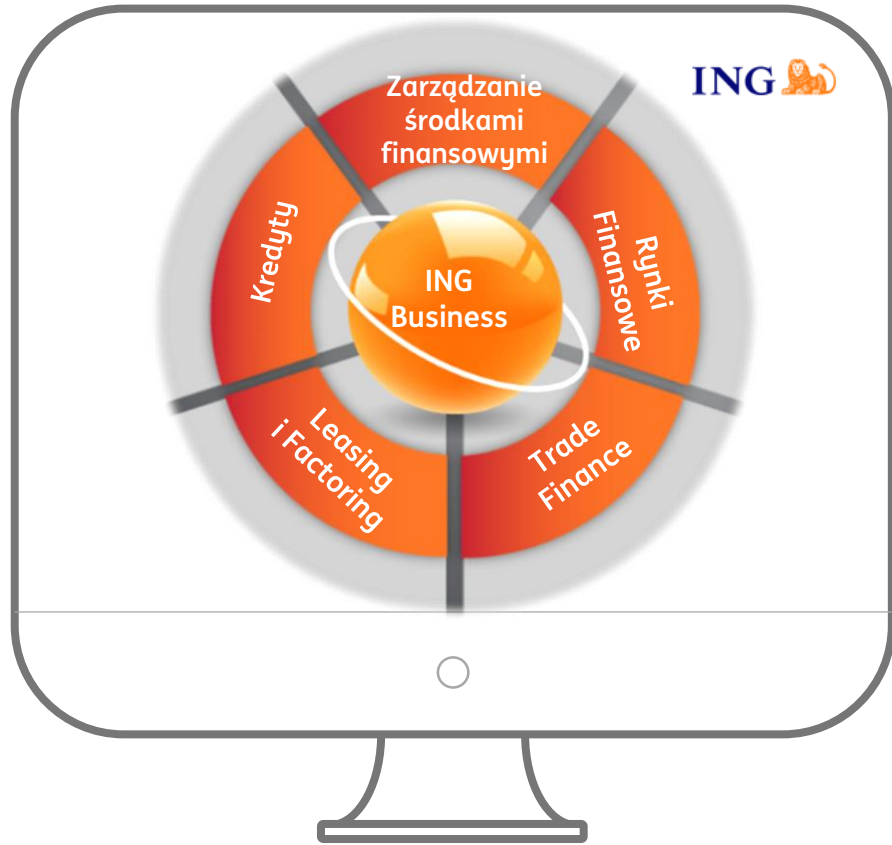 ING
Zarządzanie
środkami
finansowymi
Rynki
Finansowe
Trade
Finance
Leasing
i Factoring
Kredyty
ING
Business